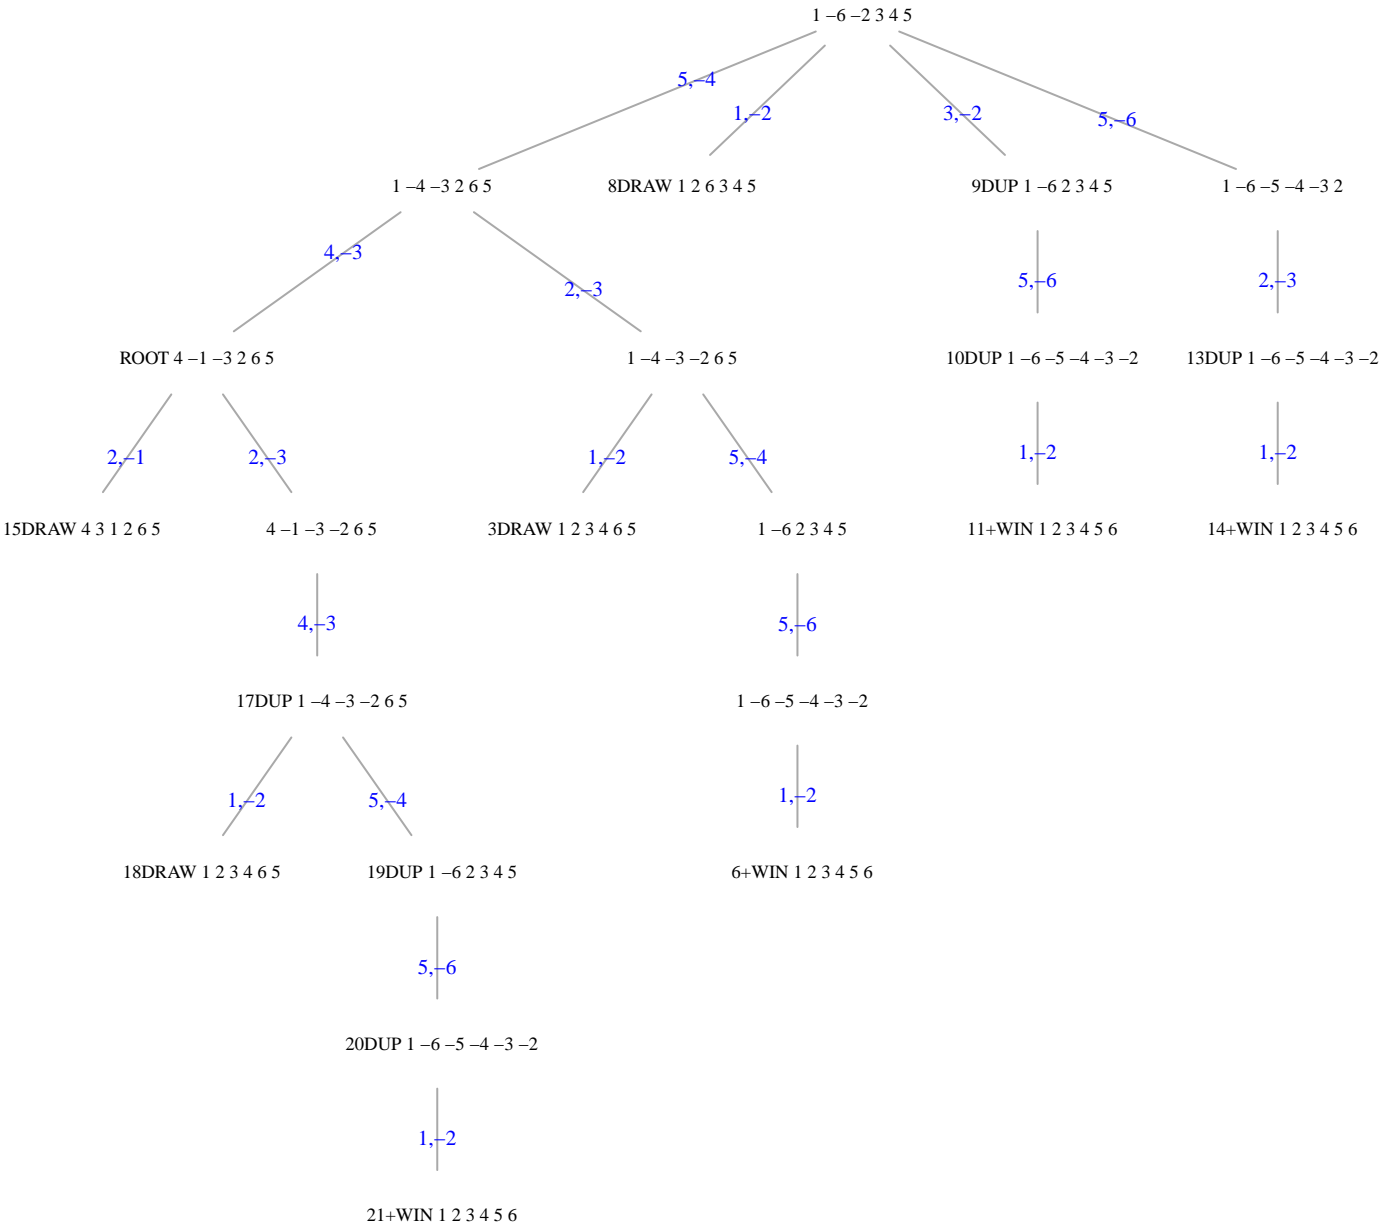 1 –6 –2 3 4 5
5,–4
1,–2
3,–2
5,–6
1 –4 –3 2 6 5
8DRAW 1 2 6 3 4 5
9DUP 1 –6 2 3 4 5
1 –6 –5 –4 –3 2
4,–3
2,–3
5,–6
2,–3
ROOT 4 –1 –3 2 6 5
1 –4 –3 –2 6 5
10DUP 1 –6 –5 –4 –3 –2
13DUP 1 –6 –5 –4 –3 –2
2,–1
2,–3
1,–2
5,–4
1,–2
1,–2
15DRAW 4 3 1 2 6 5
4 –1 –3 –2 6 5
3DRAW 1 2 3 4 6 5
1 –6 2 3 4 5
11+WIN 1 2 3 4 5 6
14+WIN 1 2 3 4 5 6
4,–3
5,–6
17DUP 1 –4 –3 –2 6 5
1 –6 –5 –4 –3 –2
1,–2
5,–4
1,–2
18DRAW 1 2 3 4 6 5
19DUP 1 –6 2 3 4 5
6+WIN 1 2 3 4 5 6
5,–6
20DUP 1 –6 –5 –4 –3 –2
1,–2
21+WIN 1 2 3 4 5 6